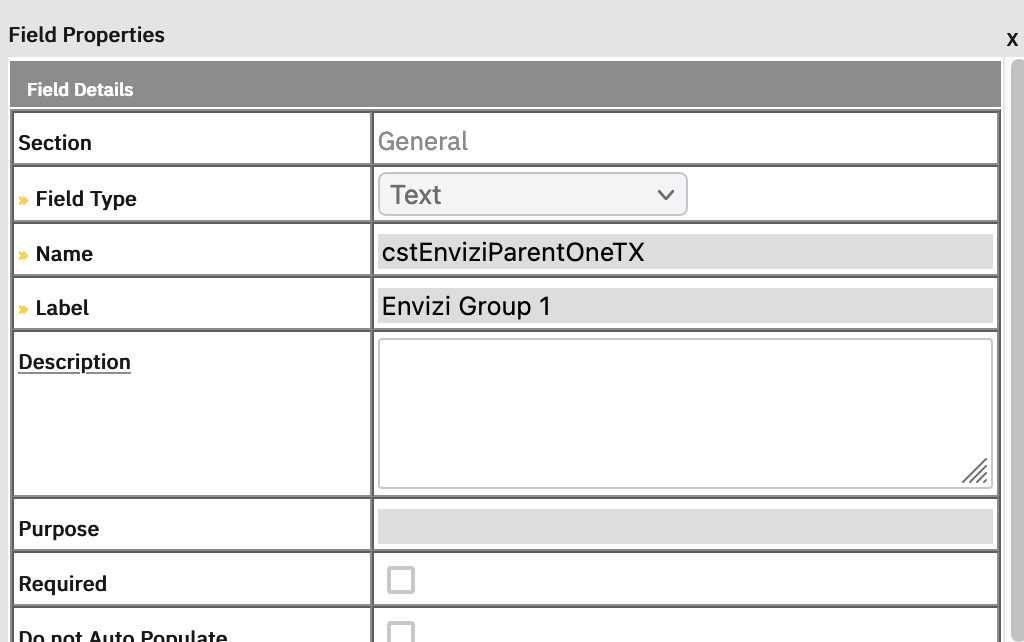 Field Properties
X
Field Details
Section General
» Field Type Text
» Name cstEnviziParentOneTX
» Label Envizi Group 1
Description
Purpose
Required
Do not Auto Populate